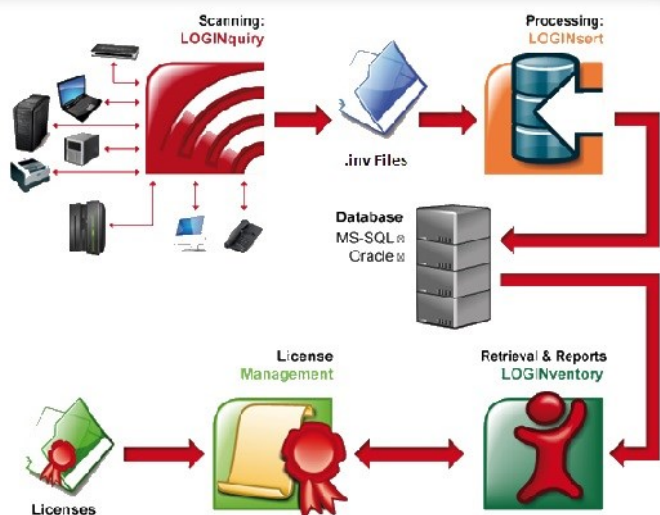 Scanning:
LOGINquiry
Processing:
LOGINsert
.inv Files
Database
MS-SQL
Oracle
License
Management
Retrieval & Reports
LOGINventory
Licenses